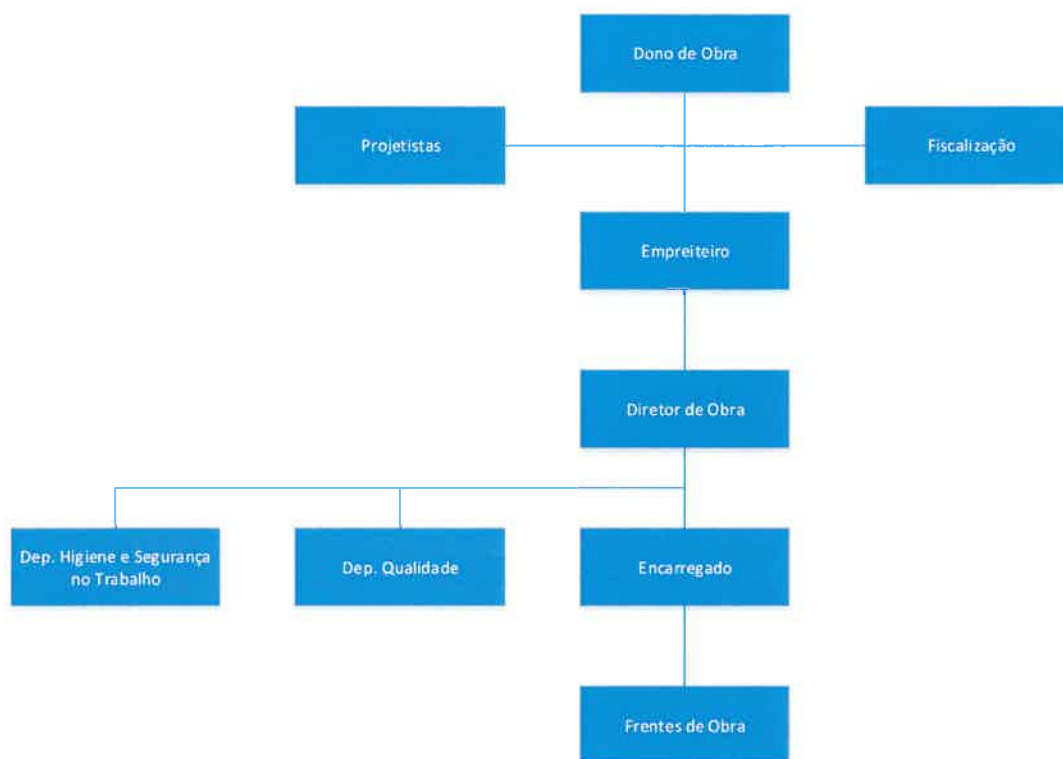 Dono de Obra
Projetistas
Fiscalização
Empreiteiro
Diretor de Obra
Dep. Higiene e Segurança
no Trabalho
Dep. Qualidade
Encarregado
Frentes de Obra